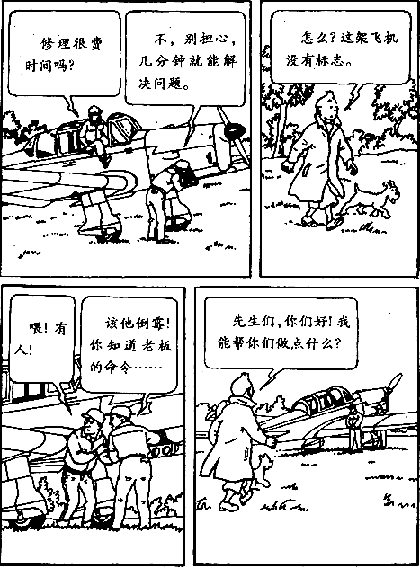 修理很费
时间吗？
不，别担心，
几分钟就能解
决问题。
怎么？这架飞机
没有标志。
喂！有
人！
该他倒霉！
你知道老板
的命令……
先生们，你们好！我
能帮你们做点什么？